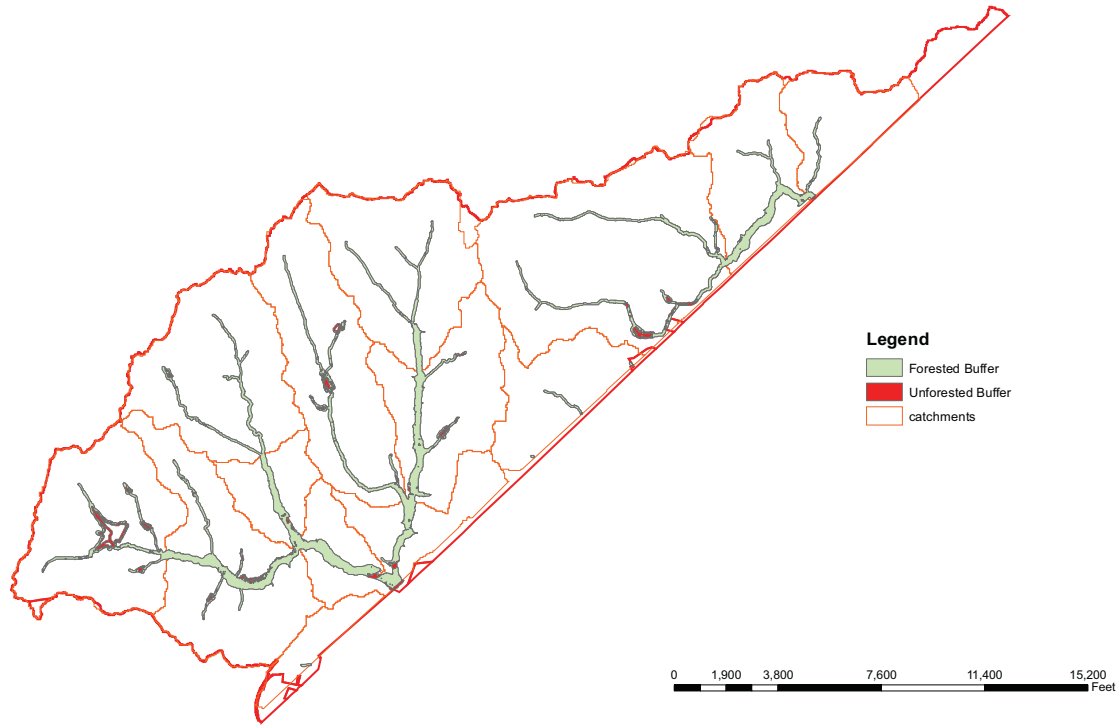 Legend
Forested Buffer
Unforested Buffer
catchments
0 1,900 3,800 7,600 11,400 15,200
Feet